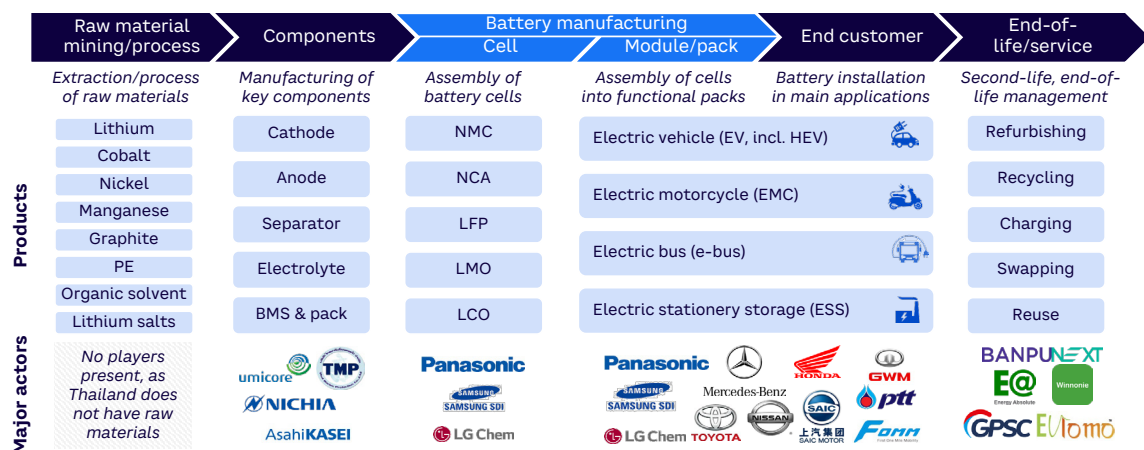 Raw material
mining/process
Components
Battery manufacturing
Cell
Module/pack
End customer
End-of-
life/service
Extraction/process
of raw materials
Manufacturing of
key components
Assembly of
battery cells
Assembly of cells
into functional packs
Battery installation
in main applications
Second-life, end-of-
life management
Products
Lithium
Cobalt
Nickel
Manganese
Graphite
PE
Organic solvent
Lithium salts
Cathode
Anode
Separator
Electrolyte
BMS & pack
NMC
NCA
LFP
LMO
LCO
Electric vehicle (EV, incl. HEV)
Electric motorcycle (EMC)
Electric bus (e-bus)
Electric stationery storage (ESS)
Refurbishing
Recycling
Charging
Swapping
Reuse
Major actors
No players
present, as
Thailand does
not have raw
materials
umicore
TMP
NICHIA
AsahiKASEI
Panasonic
SAMSUNG
SAMSUNG SDI
LG Chem
Panasonic
Mercedes-Benz
SAMSUNG
SAMSUNG SDI
LG Chem
TOYOTA
NISSAN
HONDA
GWM
SAIC
上汽集团
SAIC MOTOR
ptt
Fomm
First One Mile Mobility
BANPU NEXT
E@
Energy Absolute
Winnonie
GPSC
EVlomo